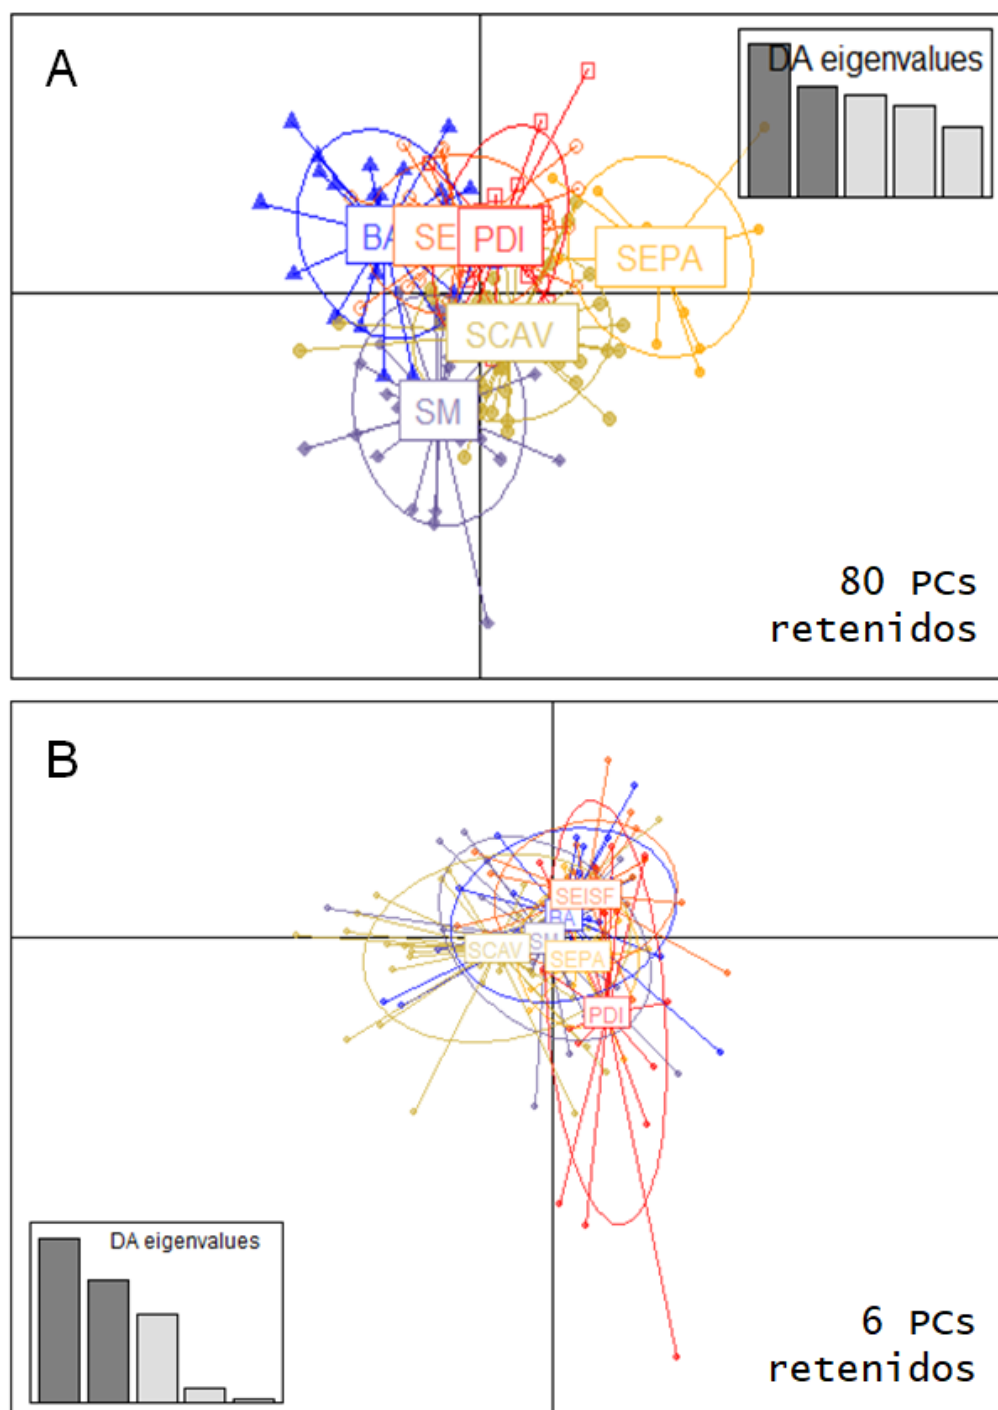 A
DA eigenvalues
BA
SE
PDI
SEPA
SCAV
SM
80 PCs
retenidos
B
SEISF
BA
SM
SCAV
SEPA
PDI
DA eigenvalues
6 PCs
retenidos